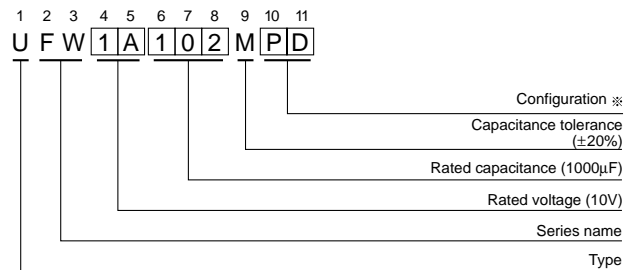 1 2 3 4 5 6 7 8 9 10 11
U F W 1 A 1 0 2 M P D
Configuration ※
Capacitance tolerance
(±20%)
Rated capacitance (1000µF)
Rated voltage (10V)
Series name
Type